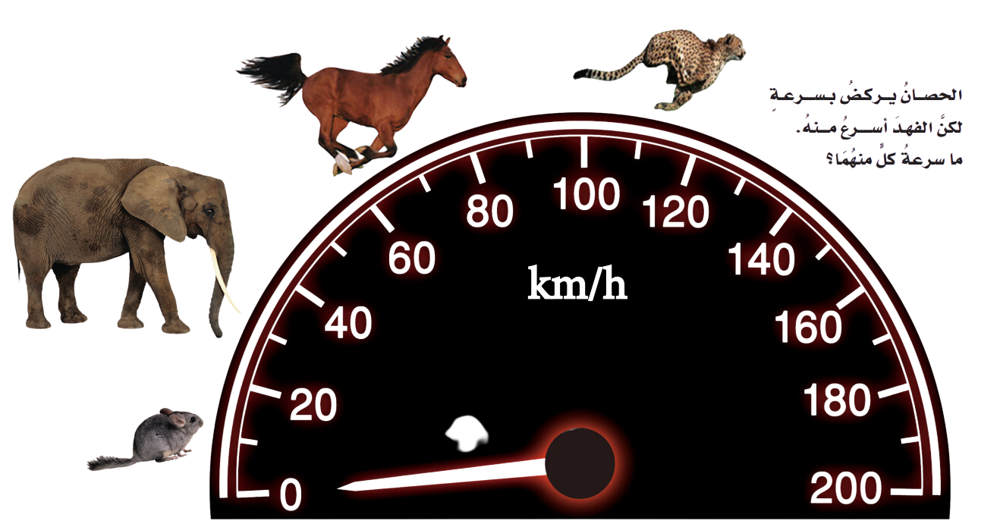 الحصانُ يركضُ بسرعةٍ
لكنَّ الفهدَ أسرعُ منهُ.
ما سرعةُ كلٍّ منهُمَا؟
0
20
40
60
80
100
120
140
160
180
200
km/h